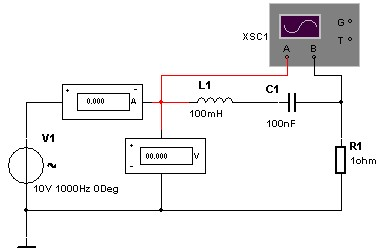 XSC1
G
T
A B
+ -
0.000 A
L1
100mH
C1
100nF
V1
10V 1000Hz 0Deg
+ -
00.000 V
R1
1ohm